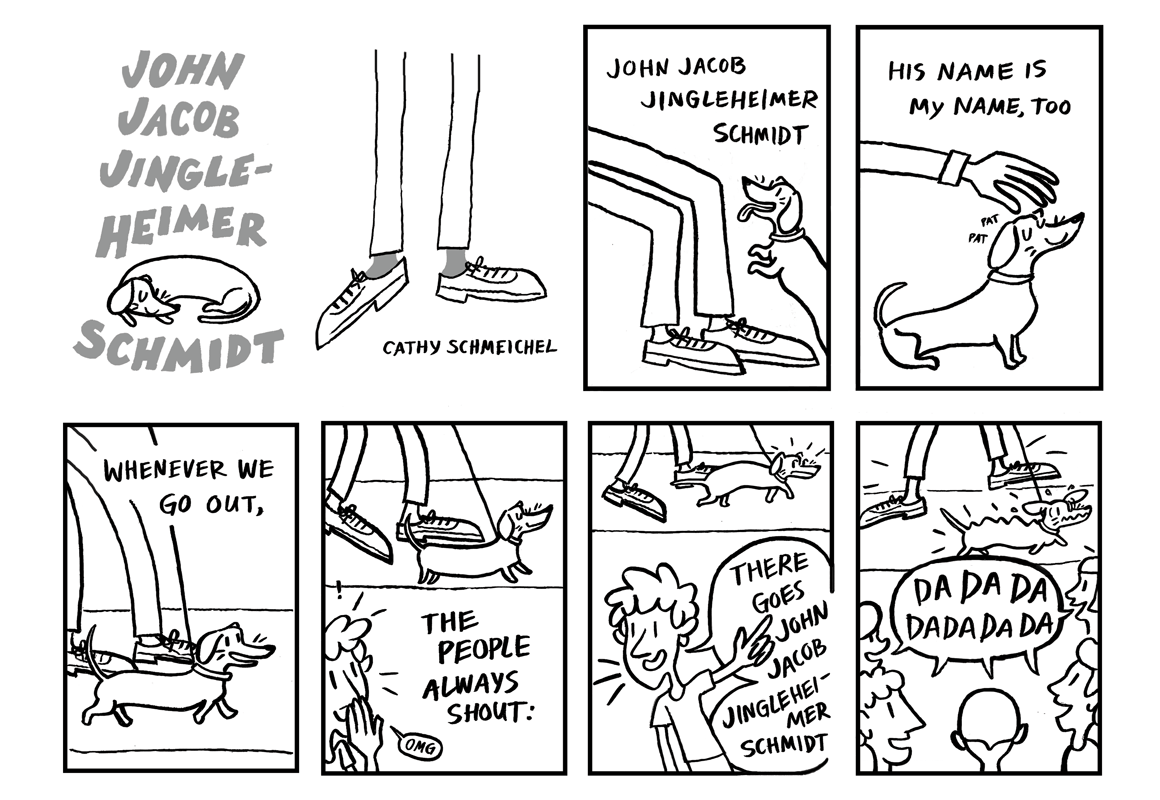 JOHN
JACOB
JINGLE-
HEIMER
SCHMIDT
CATHY SCHMEICHEL
JOHN JACOB
JINGLEHEIMER
SCHMIDT
HIS NAME IS
MY NAME, TOO
PAT
PAT
WHENEVER WE
GO OUT,
!
THE
PEOPLE
ALWAYS
SHOUT:
OMG
THERE
GOES
JOHN
JACOB
JINGLEHEI-
MER
SCHMIDT
DA DA DA
DA DA DA DA